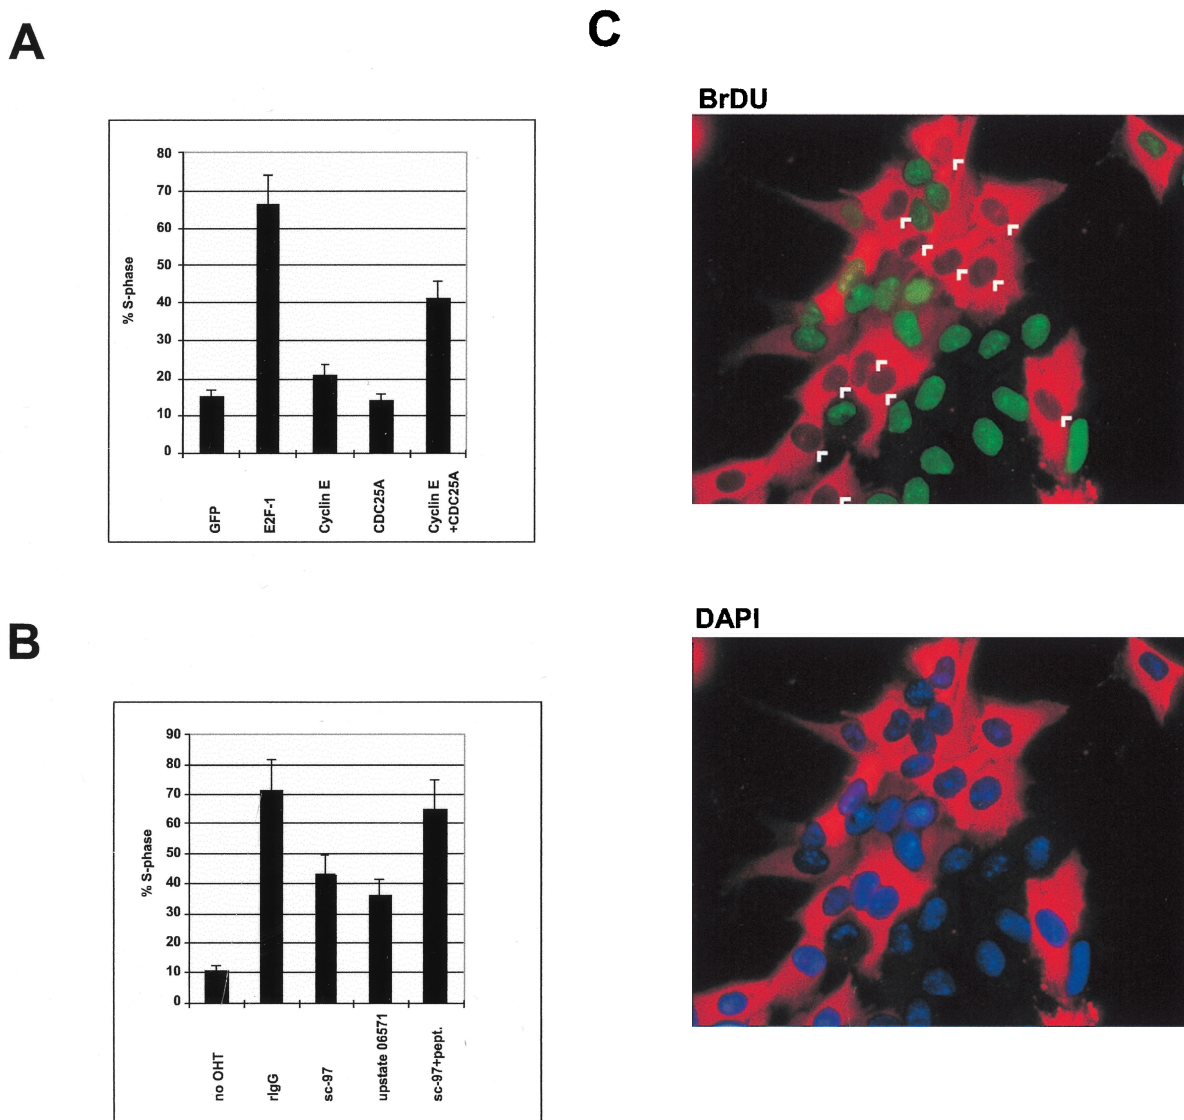 A
80
70
60
50
40
30
20
10
0
% S-phase
GFP
E2F-1
Cyclin E
CDC25A
Cyclin E
+CDC25A
B
90
80
70
60
50
40
30
20
10
0
% S-phase
no OHT
rIgG
sc-97
upstate 06571
sc-97+pept.
C
BrDU
DAPI